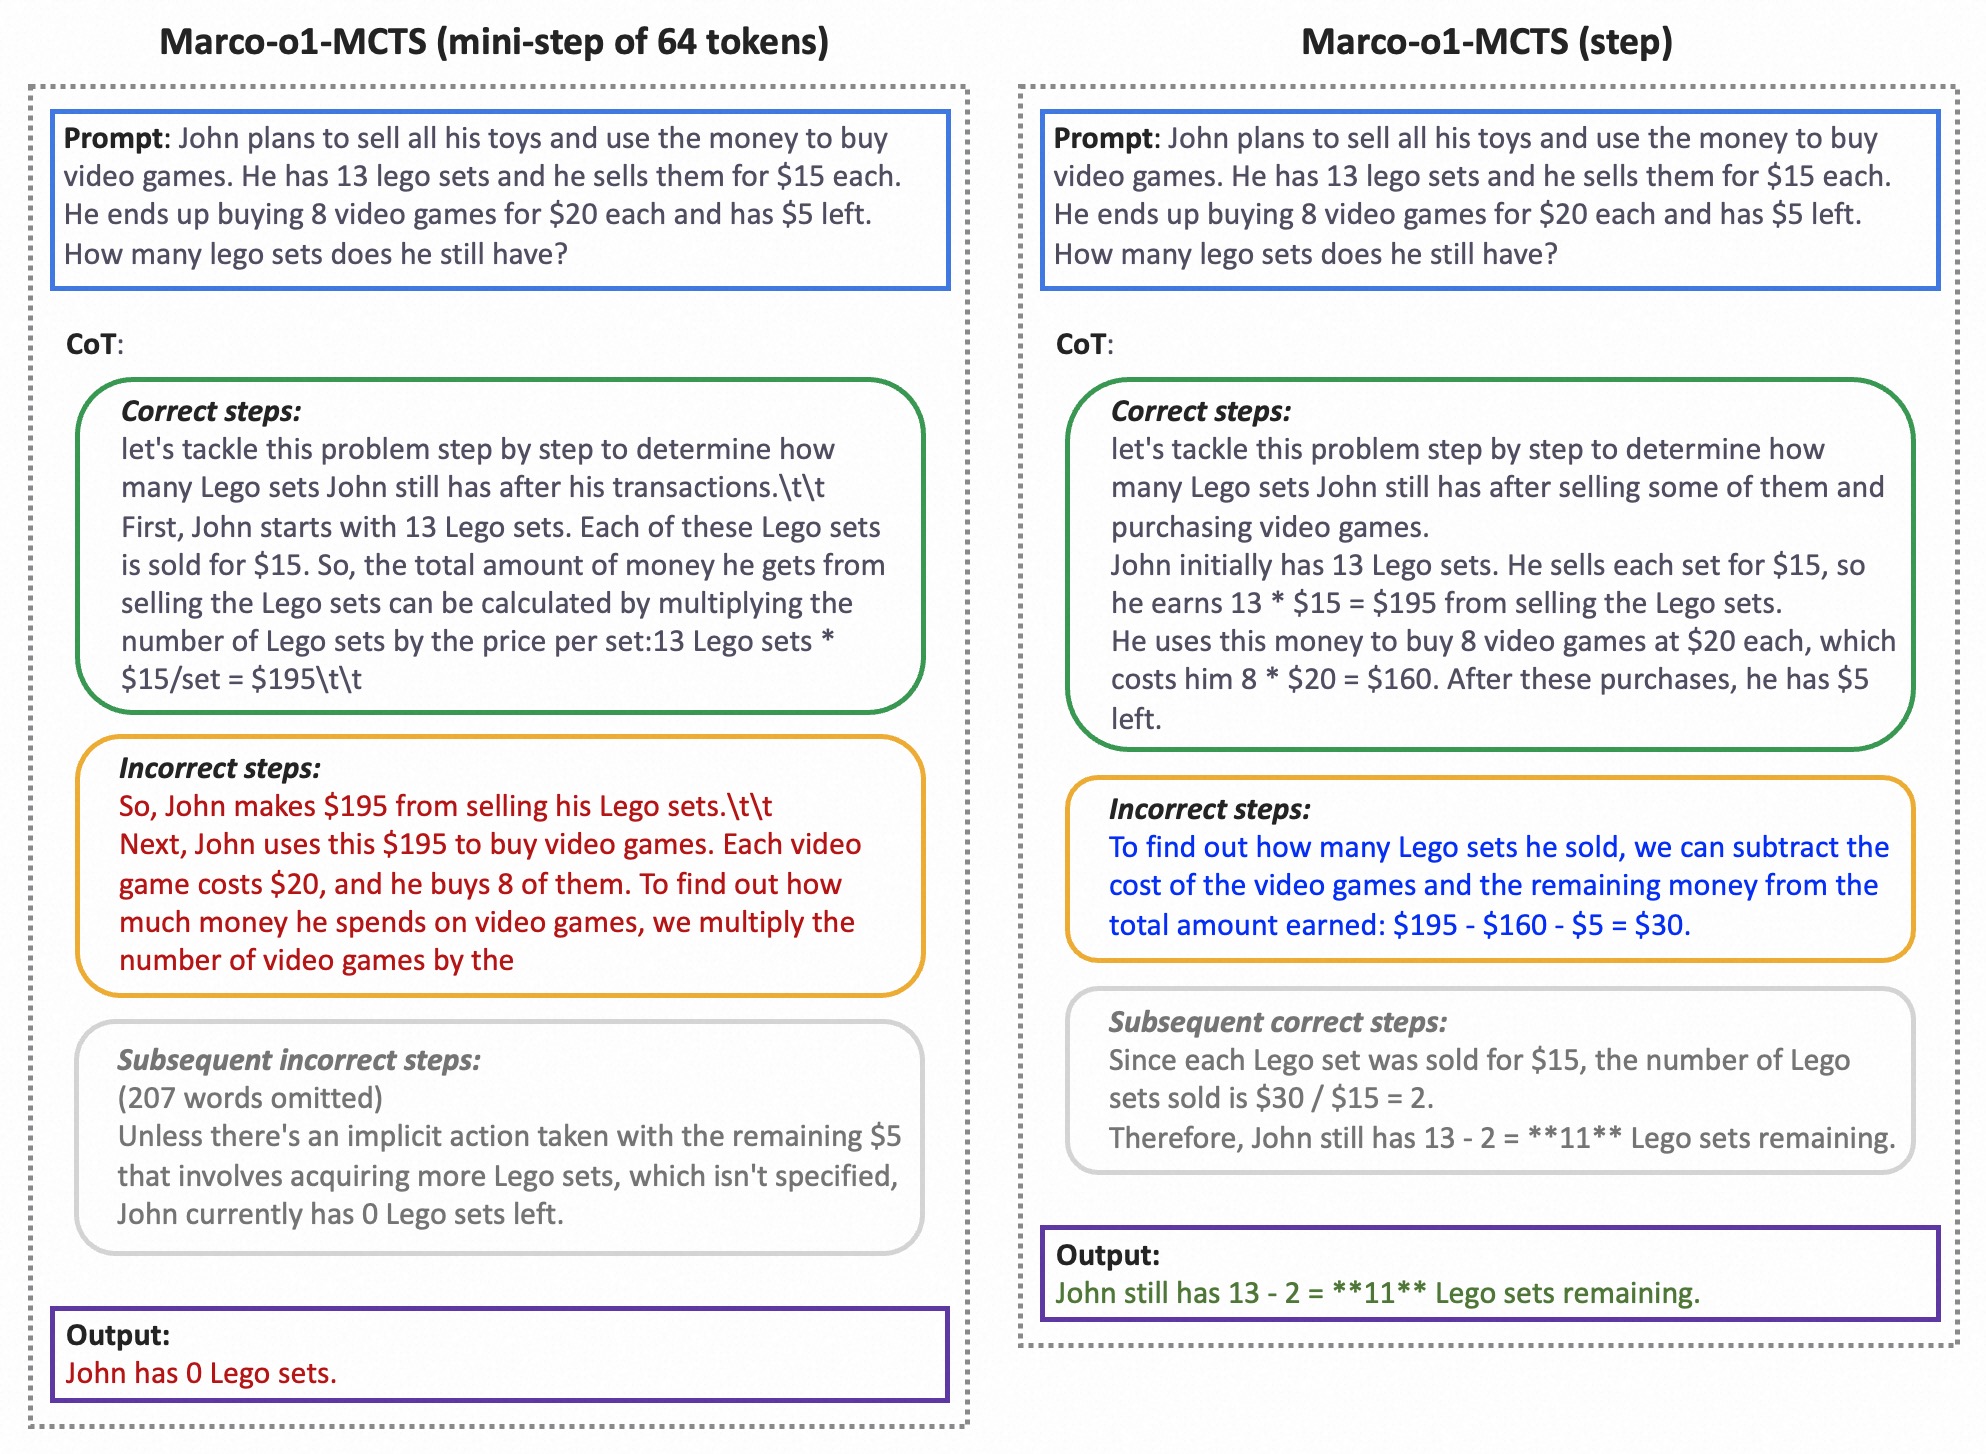 Marco-o1-MCTS (mini-step of 64 tokens)
Prompt: John plans to sell all his toys and use the money to buy
video games. He has 13 lego sets and he sells them for $15 each.
He ends up buying 8 video games for $20 each and has $5 left.
How many lego sets does he still have?
CoT:
Correct steps:
let's tackle this problem step by step to determine how
many Lego sets John still has after his transactions.\t\t
First, John starts with 13 Lego sets. Each of these Lego sets
is sold for $15. So, the total amount of money he gets from
selling the Lego sets can be calculated by multiplying the
number of Lego sets by the price per set:13 Lego sets *
$15/set = $195\t\t
Incorrect steps:
So, John makes $195 from selling his Lego sets.\t\t
Next, John uses this $195 to buy video games. Each video
game costs $20, and he buys 8 of them. To find out how
much money he spends on video games, we multiply the
number of video games by the
Subsequent incorrect steps:
(207 words omitted)
Unless there's an implicit action taken with the remaining $5
that involves acquiring more Lego sets, which isn't specified,
John currently has 0 Lego sets left.
Output:
John has 0 Lego sets.
Marco-o1-MCTS (step)
Prompt: John plans to sell all his toys and use the money to buy
video games. He has 13 lego sets and he sells them for $15 each.
He ends up buying 8 video games for $20 each and has $5 left.
How many lego sets does he still have?
CoT:
Correct steps:
let's tackle this problem step by step to determine how
many Lego sets John still has after selling some of them and
purchasing video games.
John initially has 13 Lego sets. He sells each set for $15, so
he earns 13 * $15 = $195 from selling the Lego sets.
He uses this money to buy 8 video games at $20 each, which
costs him 8 * $20 = $160. After these purchases, he has $5
left.
Incorrect steps:
To find out how many Lego sets he sold, we can subtract the
cost of the video games and the remaining money from the
total amount earned: $195 - $160 - $5 = $30.
Subsequent correct steps:
Since each Lego set was sold for $15, the number of Lego
sets sold is $30 / $15 = 2.
Therefore, John still has 13 - 2 = **11** Lego sets remaining.
Output:
John still has 13 - 2 = **11** Lego sets remaining.